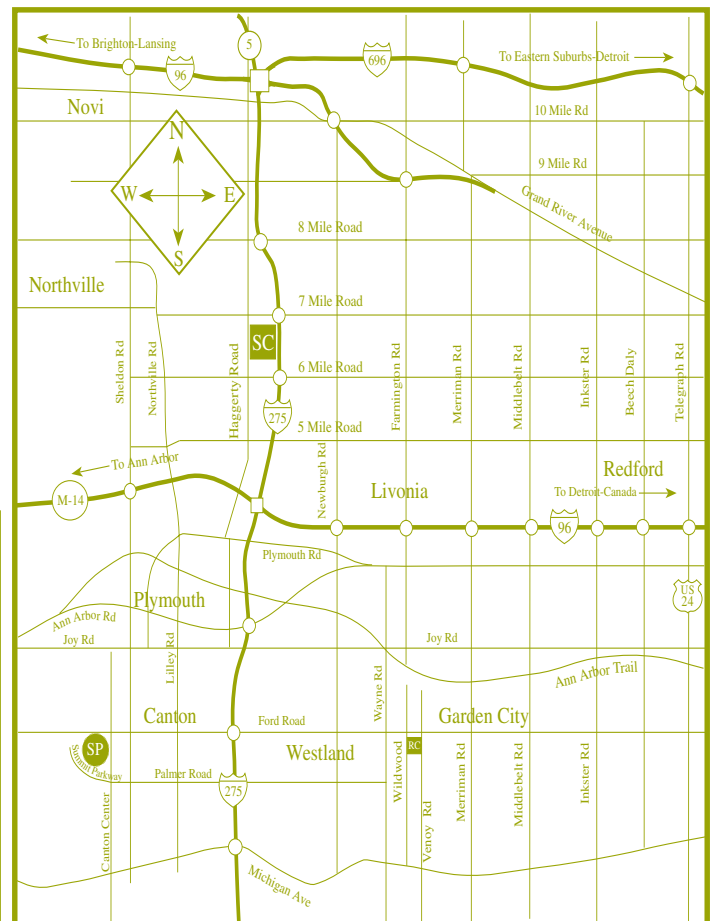 To Brighton-Lansing
5
96
696
To Eastern Suburbs-Detroit
Novi
10 Mile Rd
N
W
E
S
9 Mile Rd
Grand River Avenue
8 Mile Road
Northville
7 Mile Road
SC
6 Mile Road
Sheldon Rd
Northville Rd
Haggerty Road
Farmington Rd
Merriman Rd
Middlebelt Rd
Inkster Rd
Beech Daly
Telegraph Rd
275
5 Mile Road
To Ann Arbor
Newburgh Rd
Redford
M-14
Livonia
To Detroit-Canada
96
Plymouth Rd
Plymouth
US
24
Ann Arbor Rd
Joy Rd
Joy Rd
Lilley Rd
Ann Arbor Trail
Wayne Rd
Canton
Ford Road
Garden City
SP
Westland
RC
Summit Parkway
Palmer Road
Wildwood
Merriman Rd
Middlebelt Rd
Inkster Rd
275
Canton Center
Venoy Rd
Michigan Ave